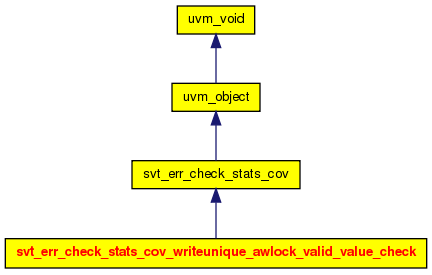 uvm_void
uvm_object
svt_err_check_stats_cov
svt_err_check_stats_cov_writeunique_awlock_valid_value_check